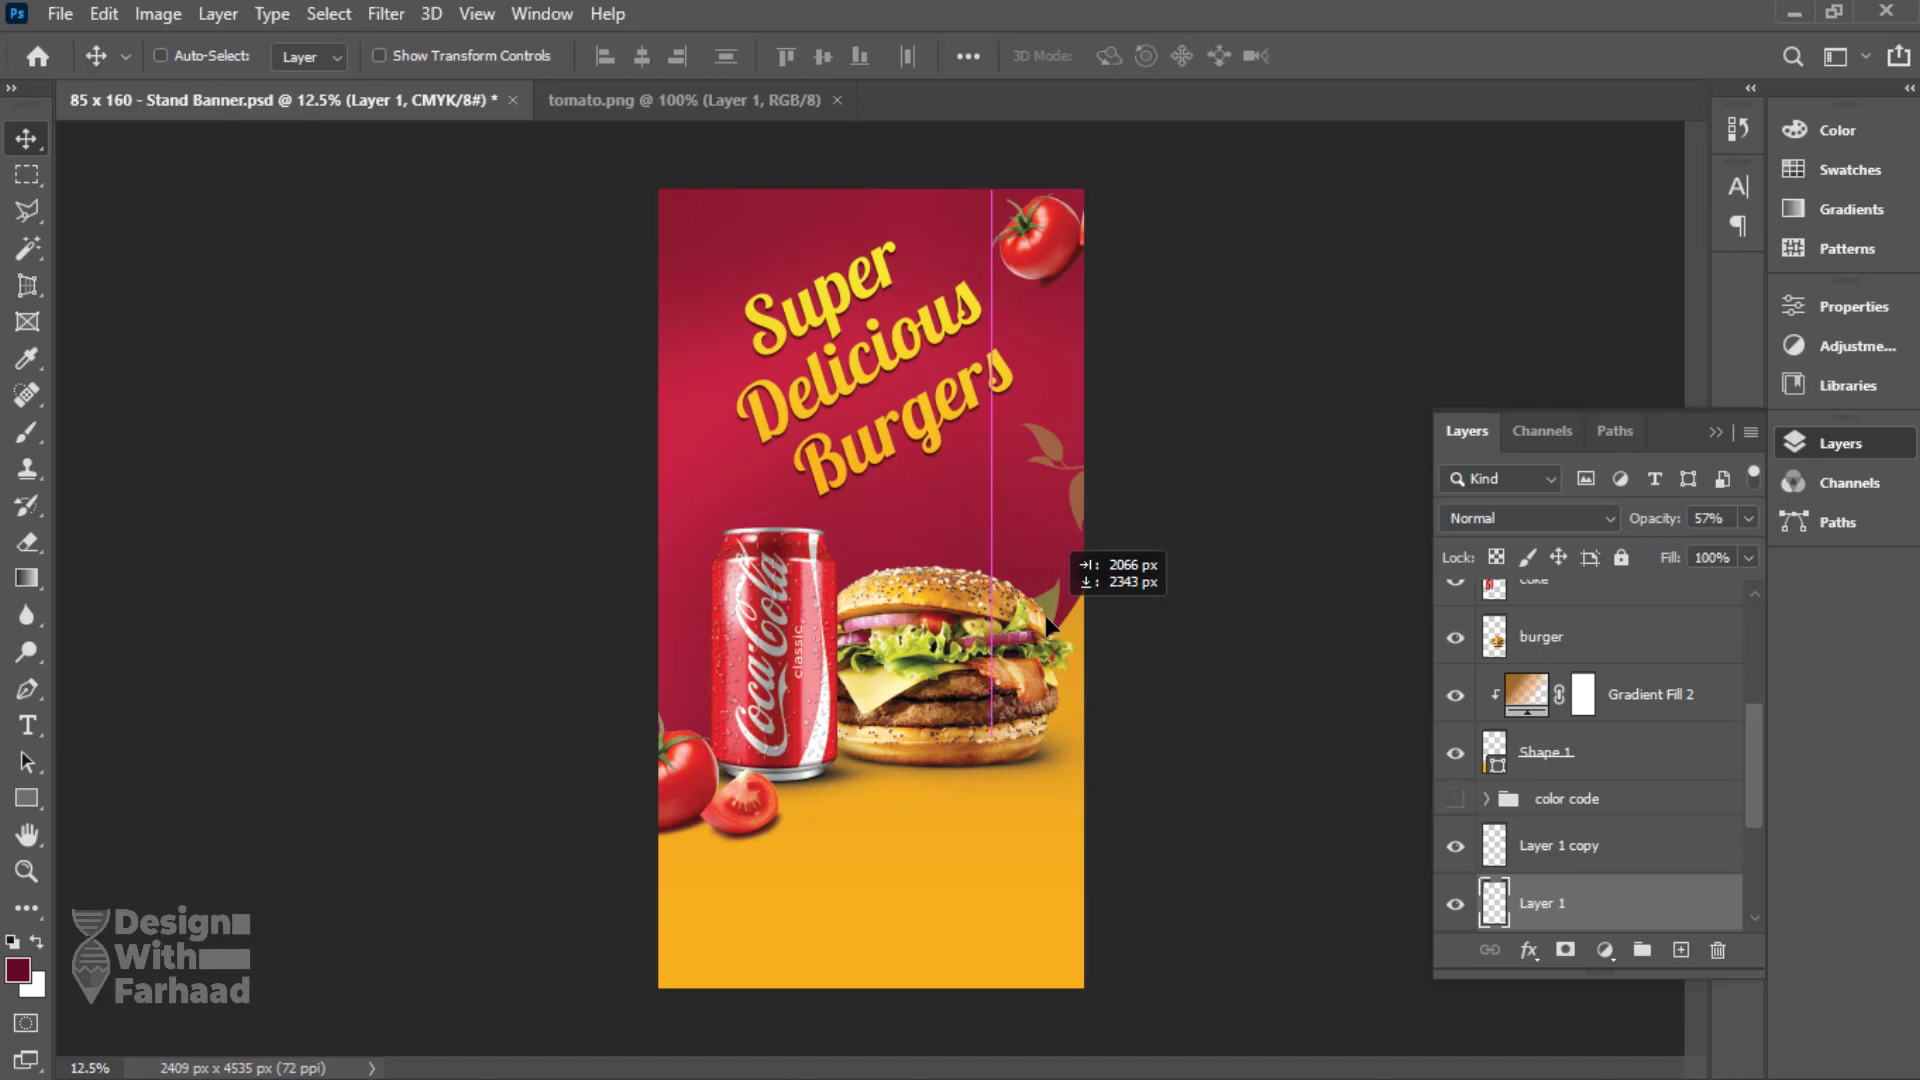 Ps File Edit Image Layer Type Select Filter 3D View Window Help
Auto-Select: Layer Show Transform Controls 3D Mode:
85 x 160 - Stand Banner.psd @ 12.5% (Layer 1, CMYK/8#) * × tomato.png @ 100% (Layer 1, RGB/8) ×
Super
Delicious
Burgers
Coca-Cola
classic
→|: 2066 px
2343 px
Color
Swatches
Gradients
Patterns
Properties
Adjustme...
Libraries
Layers
Channels
Paths
Layers Channels Paths
Kind
Normal Opacity: 57%
Lock: Fill: 100%
coke
burger
Gradient Fill 2
Shape 1
color code
Layer 1 copy
Layer 1
Design
With
Farhaad
12.5% 2409 px x 4535 px (72 ppi)